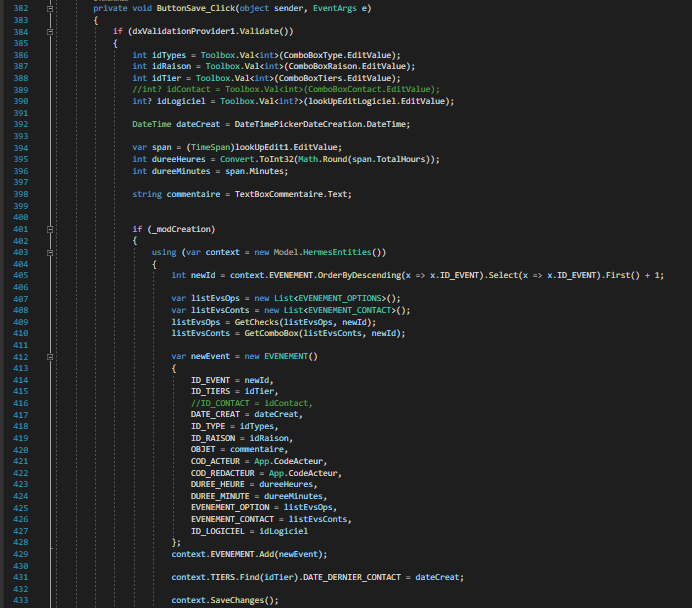 382 private void ButtonSave_Click(object sender, EventArgs e)
383 {
384 if (dxValidationProvider1.Validate())
385 {
386 int idTypes = Toolbox.Val<int>(ComboBoxType.EditValue);
387 int idRaison = Toolbox.Val<int>(ComboBoxRaison.EditValue);
388 int idTier = Toolbox.Val<int>(ComboBoxTiers.EditValue);
389 //int? idContact = Toolbox.Val<int>(ComboBoxContact.EditValue);
390 int? idLogiciel = Toolbox.Val<int?>(lookUpEditLogiciel.EditValue);
391
392 DateTime dateCreat = DateTimePickerDateCreation.DateTime;
393
394 var span = (TimeSpan)lookUpEdit1.EditValue;
395 int dureeHeures = Convert.ToInt32(Math.Round(span.TotalHours));
396 int dureeMinutes = span.Minutes;
397
398 string commentaire = TextBoxCommentaire.Text;
399
400
401 if (_modCreation)
402 {
403 using (var context = new Model.HermesEntities())
404 {
405 int newId = context.EVENEMENT.OrderByDescending(x => x.ID_EVENT).Select(x => x.ID_EVENT).First() + 1;
406
407 var listEvsOps = new List<EVENEMENT_OPTIONS>();
408 var listEvsConts = new List<EVENEMENT_CONTACT>();
409 listEvsOps = GetChecks(listEvsOps, newId);
410 listEvsConts = GetComboBox(listEvsConts, newId);
411
412 var newEvent = new EVENEMENT()
413 {
414 ID_EVENT = newId,
415 ID_TIERS = idTier,
416 //ID_CONTACT = idContact,
417 DATE_CREAT = dateCreat,
418 ID_TYPE = idTypes,
419 ID_RAISON = idRaison,
420 OBJET = commentaire,
421 COD_ACTEUR = App.CodeActeur,
422 COD_REDACTEUR = App.CodeActeur,
423 DUREE_HEURE = dureeHeures,
424 DUREE_MINUTE = dureeMinutes,
425 EVENEMENT_OPTION = listEvsOps,
426 EVENEMENT_CONTACT = listEvsConts,
427 ID_LOGICIEL = idLogiciel
428 };
429 context.EVENEMENT.Add(newEvent);
430
431 context.TIERS.Find(idTier).DATE_DERNIER_CONTACT = dateCreat;
432
433 context.SaveChanges();